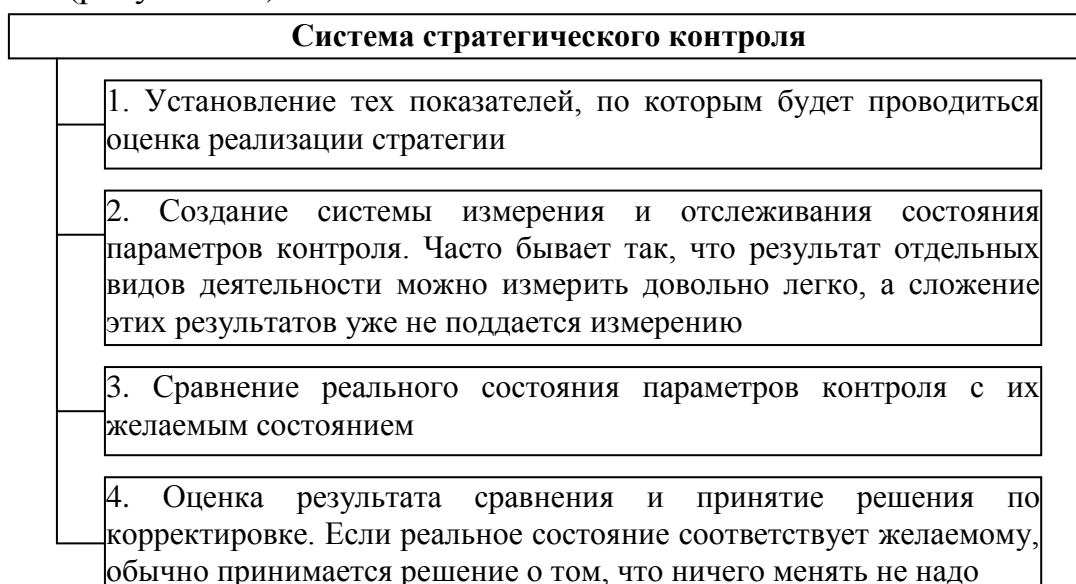 Система стратегического контроля
1. Установление тех показателей, по которым будет проводиться
оценка реализации стратегии
2. Создание системы измерения и отслеживания состояния
параметров контроля. Часто бывает так, что результат отдельных
видов деятельности можно измерить довольно легко, а сложение
этих результатов уже не поддается измерению
3. Сравнение реального состояния параметров контроля с их
желаемым состоянием
4. Оценка результата сравнения и принятие решения по
корректировке. Если реальное состояние соответствует желаемому,
обычно принимается решение о том, что ничего менять не надо